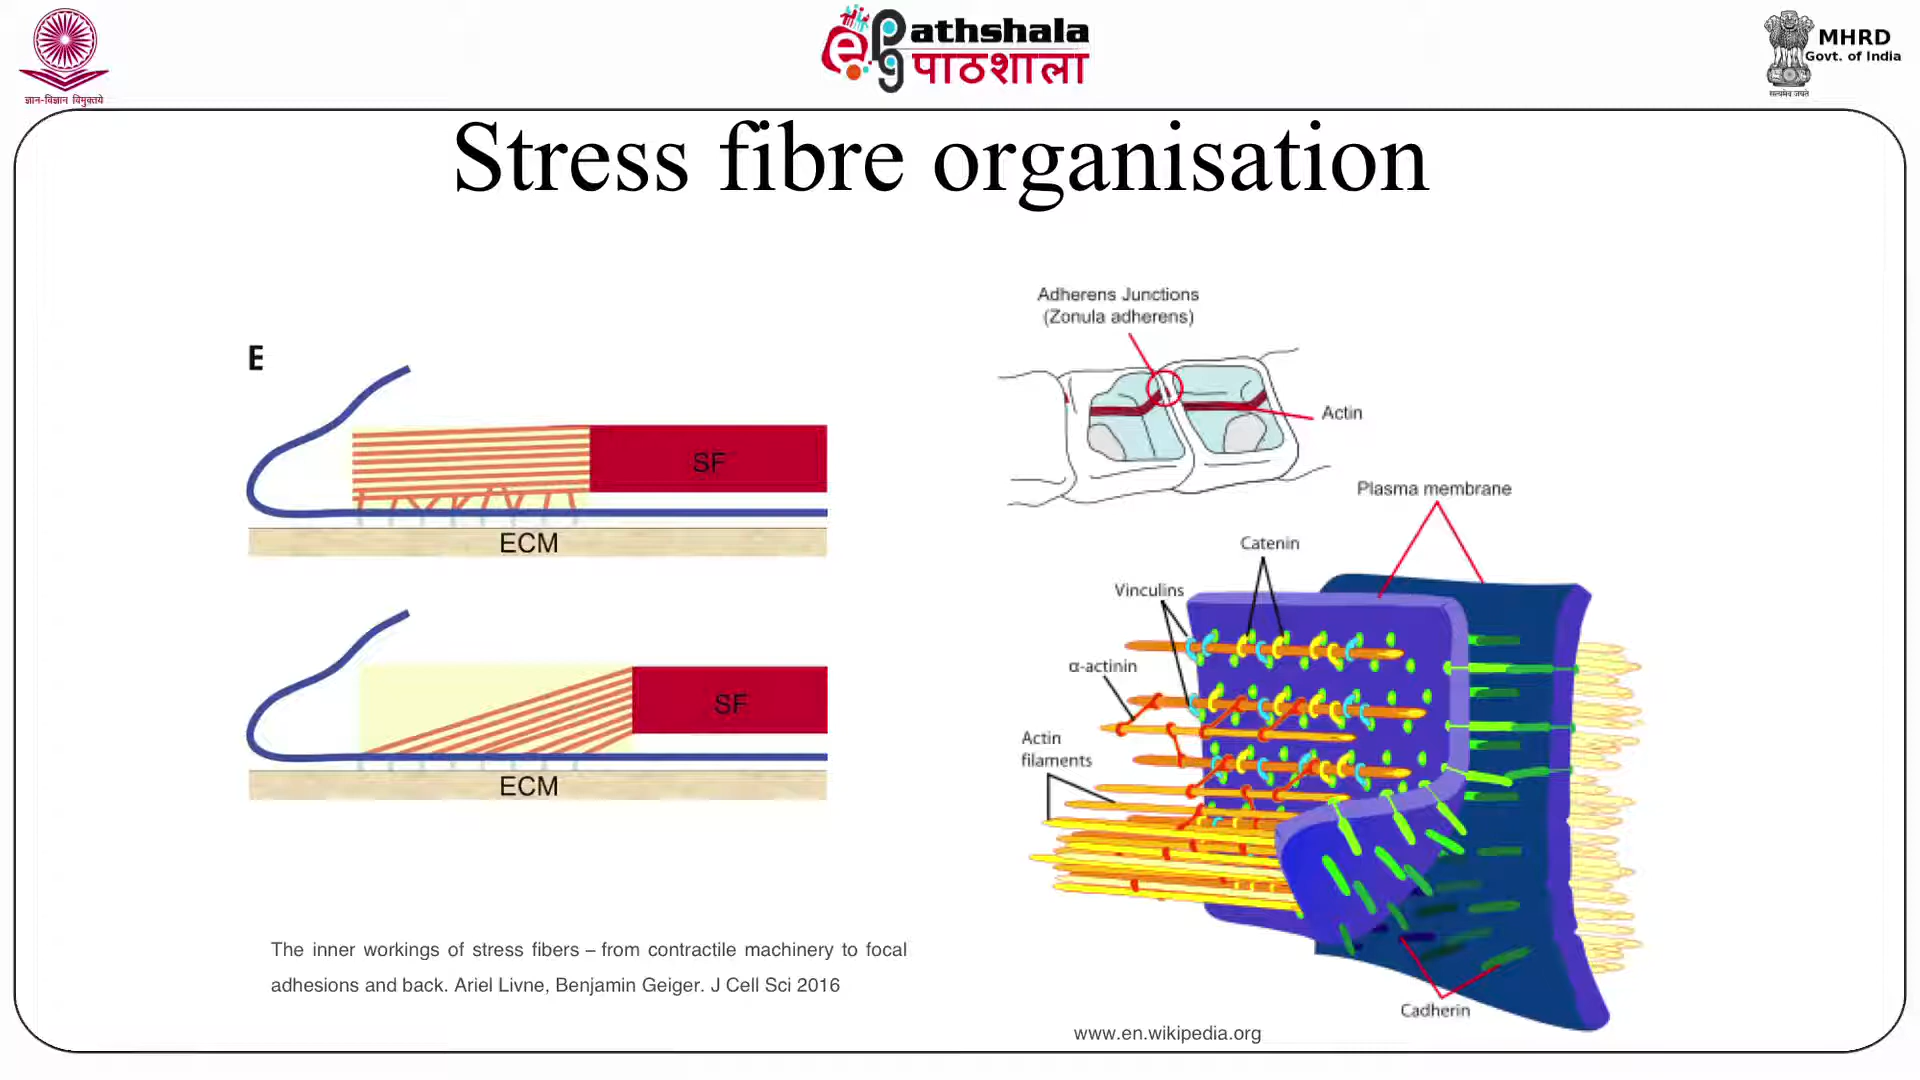 ज्ञान-विज्ञान विमुक्तये
ePGathshala
पाठशाला
MHRD
Govt. of India
सत्यमेव जयते
Stress fibre organisation
E
SF
ECM
SF
ECM
The inner workings of stress fibers – from contractile machinery to focal
adhesions and back. Ariel Livne, Benjamin Geiger. J Cell Sci 2016
Adherens Junctions
(Zonula adherens)
Actin
Plasma membrane
Catenin
Vinculins
α-actinin
Actin
filaments
Cadherin
www.en.wikipedia.org